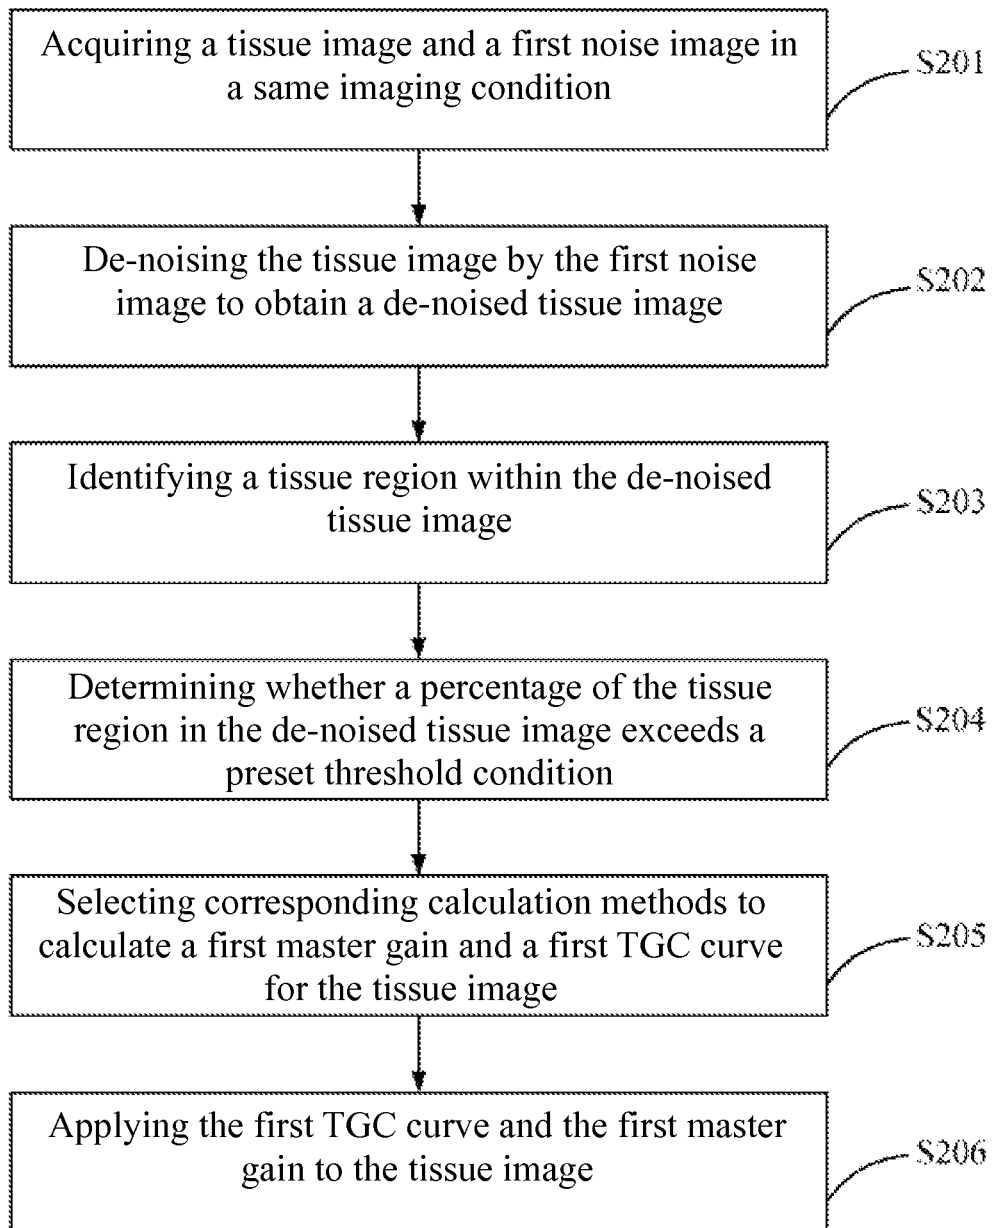 Acquiring a tissue image and a first noise image in
a same imaging condition
S201
De-noising the tissue image by the first noise
image to obtain a de-noised tissue image
S202
Identifying a tissue region within the de-noised
tissue image
S203
Determining whether a percentage of the tissue
region in the de-noised tissue image exceeds a
preset threshold condition
S204
Selecting corresponding calculation methods to
calculate a first master gain and a first TGC curve
for the tissue image
S205
Applying the first TGC curve and the first master
gain to the tissue image
S206